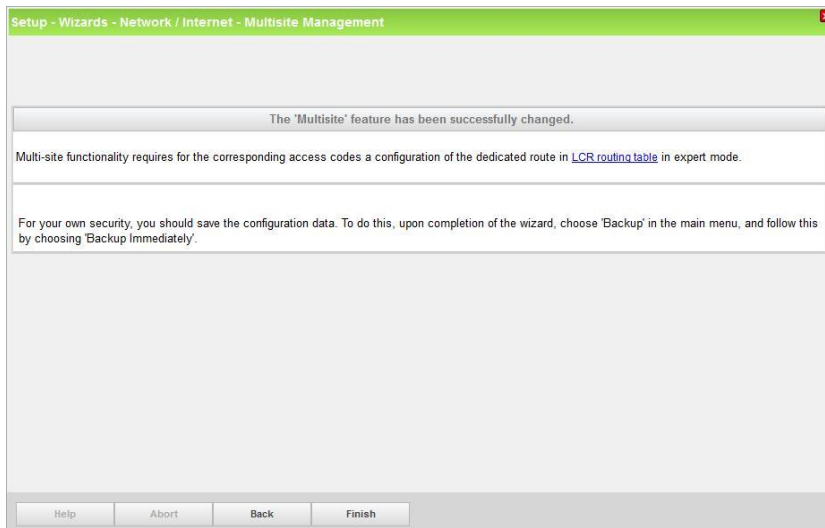 Setup - Wizards - Network / Internet - Multisite Management
The 'Multisite' feature has been successfully changed.
Multi-site functionality requires for the corresponding access codes a configuration of the dedicated route in LCR routing table in expert mode.
For your own security, you should save the configuration data. To do this, upon completion of the wizard, choose 'Backup' in the main menu, and follow this
by choosing 'Backup Immediately'.
Help Abort Back Finish